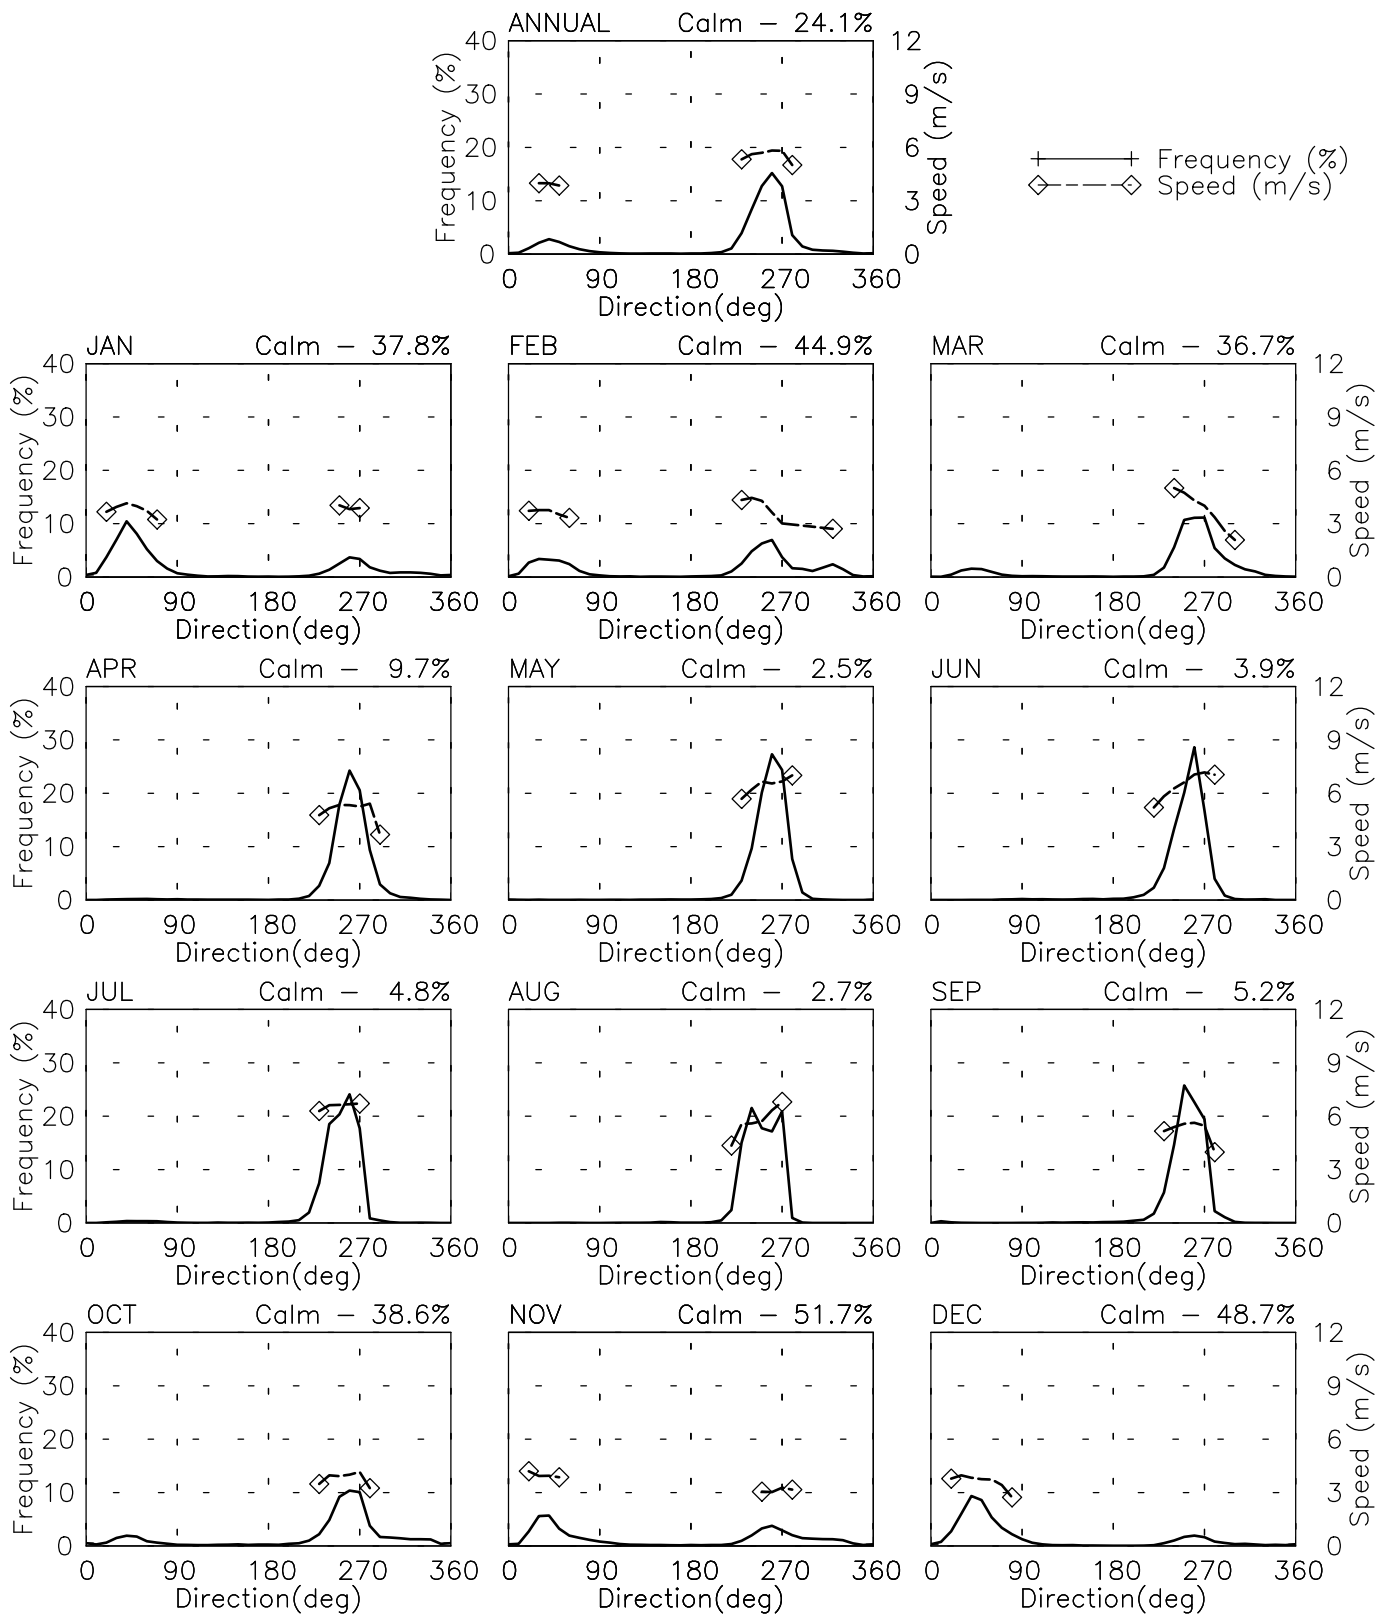 ANNUAL Calm - 24.1%
40 30 20 10 0
Frequency (%)
12 9 6 3 0
Speed (m/s)
0 90 180 270 360
Direction(deg)
Frequency (%)
Speed (m/s)
JAN Calm - 37.8%
FEB Calm - 44.9%
MAR Calm - 36.7%
40 30 20 10 0
Frequency (%)
12 9 6 3 0
Speed (m/s)
0 90 180 270 360
0 90 180 270 360
0 90 180 270 360
Direction(deg)
Direction(deg)
Direction(deg)
APR Calm - 9.7%
MAY Calm - 2.5%
JUN Calm - 3.9%
40 30 20 10 0
Frequency (%)
12 9 6 3 0
Speed (m/s)
0 90 180 270 360
0 90 180 270 360
0 90 180 270 360
Direction(deg)
Direction(deg)
Direction(deg)
JUL Calm - 4.8%
AUG Calm - 2.7%
SEP Calm - 5.2%
40 30 20 10 0
Frequency (%)
12 9 6 3 0
Speed (m/s)
0 90 180 270 360
0 90 180 270 360
0 90 180 270 360
Direction(deg)
Direction(deg)
Direction(deg)
OCT Calm - 38.6%
NOV Calm - 51.7%
DEC Calm - 48.7%
40 30 20 10 0
Frequency (%)
12 9 6 3 0
Speed (m/s)
0 90 180 270 360
0 90 180 270 360
0 90 180 270 360
Direction(deg)
Direction(deg)
Direction(deg)